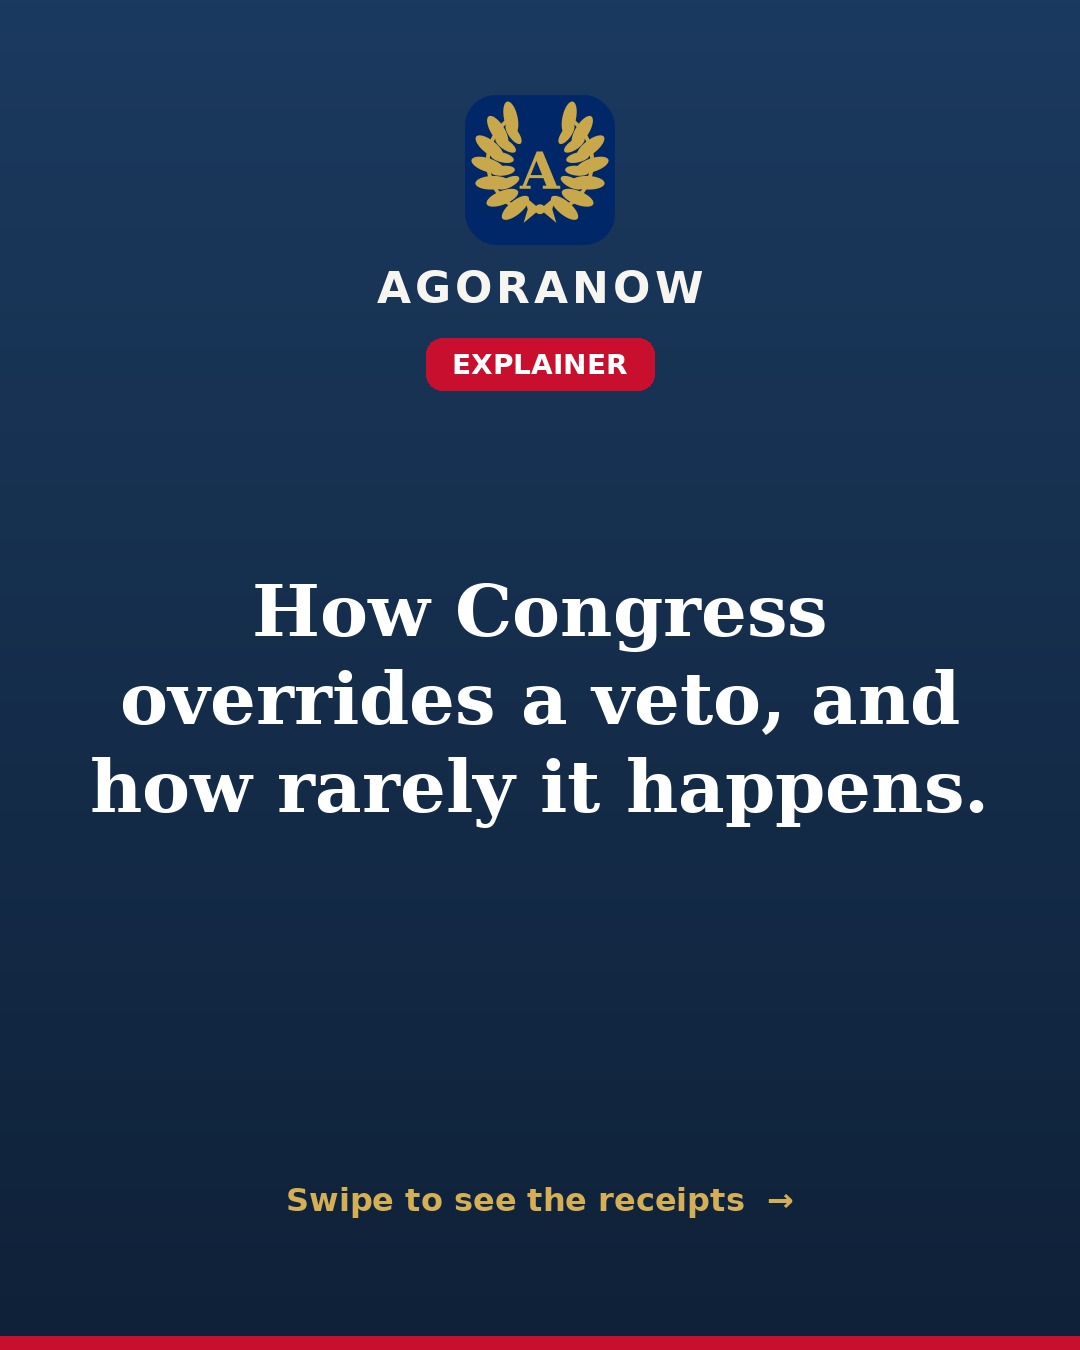 A
AGORANOW
EXPLAINER
How Congress
overrides a veto, and
how rarely it happens.
Swipe to see the receipts →